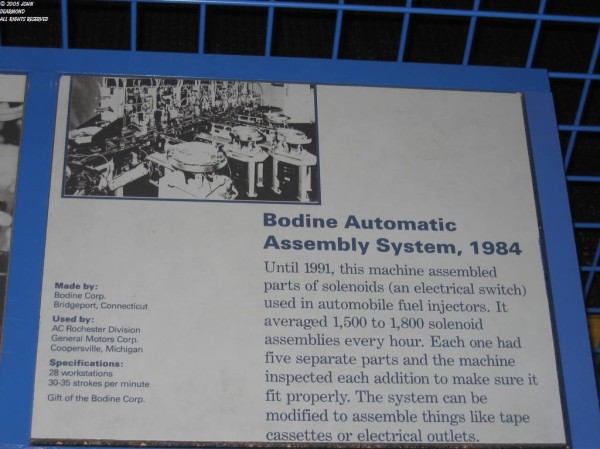 © 2005 JOHN
DEARMOND
ALL RIGHTS RESERVED
Bodine Automatic
Assembly System, 1984
Until 1991, this machine assembled
parts of solenoids (an electrical switch)
used in automobile fuel injectors. It
averaged 1,500 to 1,800 solenoid
assemblies every hour. Each one had
five separate parts and the machine
inspected each addition to make sure it
fit properly. The system can be
modified to assemble things like tape
cassettes or electrical outlets.
Made by:
Bodine Corp.
Bridgeport, Connecticut
Used by:
AC Rochester Division
General Motors Corp.
Coopersville, Michigan
Specifications:
28 workstations
30-35 strokes per minute
Gift of the Bodine Corp.